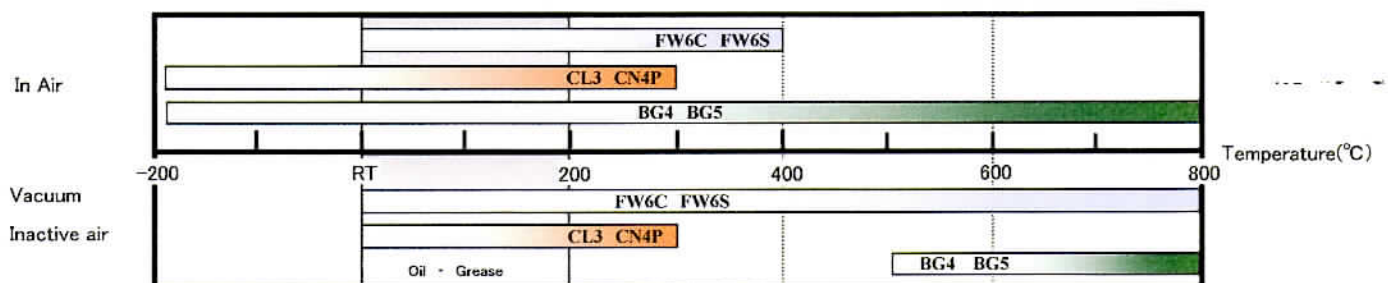 FW6C FW6S
In Air
CL3 CN4P
BG4 BG5
Temperature(℃)
-200 RT 200 400 600 800
Vacuum
FW6C FW6S
Inactive air
CL3 CN4P
BG4 BG5
Oil - Grease